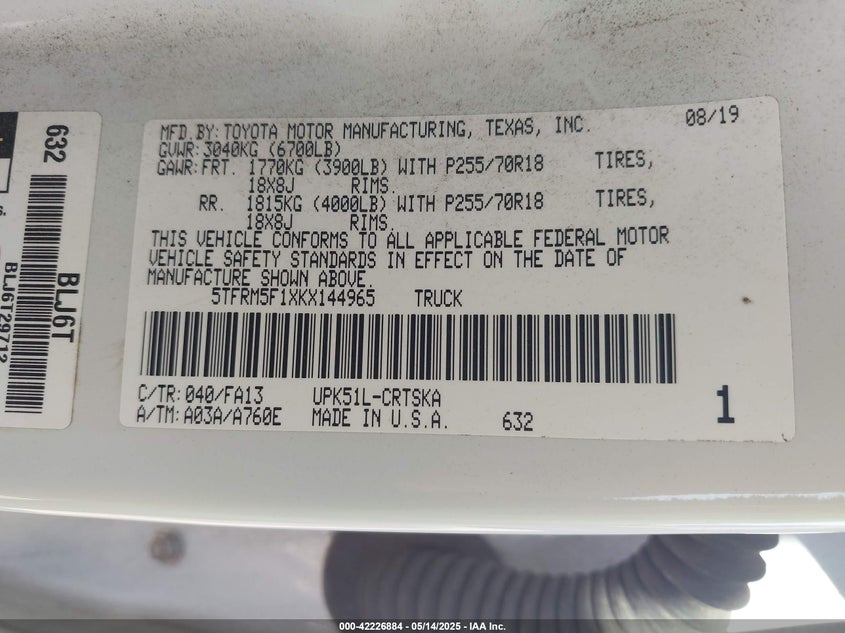 MFD.BY:TOYOTA MOTOR MANUFACTURING, TEXAS, INC. 08/19
GVWR:3040KG (6700LB)
GAWR:FRT. 1770KG (3900LB) WITH P255/70R18 TIRES,
18X8J RIMS.
RR. 1815KG (4000LB) WITH P255/70R18 TIRES,
18X8J RIMS.
THIS VEHICLE CONFORMS TO ALL APPLICABLE FEDERAL MOTOR
VEHICLE SAFETY STANDARDS IN EFFECT ON THE DATE OF
MANUFACTURE SHOWN ABOVE.
5TFRM5F1XKX144965 TRUCK
C/TR:040/FA13 UPK51L-CRTSKA
A/TM:A03A/A760E MADE IN U.S.A. 632 1
632
BLJ6T
BLJ6T29712
000-42226884 - 05/14/2025 - IAA Inc.